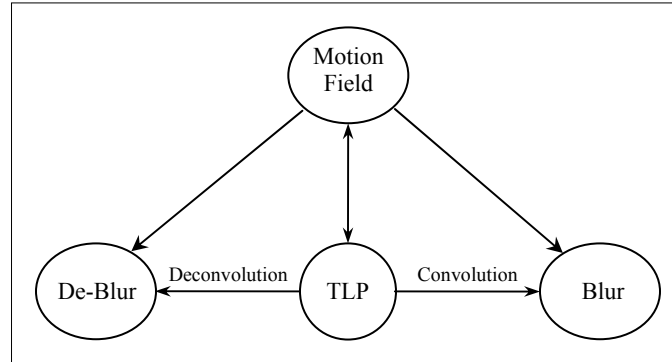 Motion
Field
Deconvolution
Convolution
De-Blur
TLP
Blur